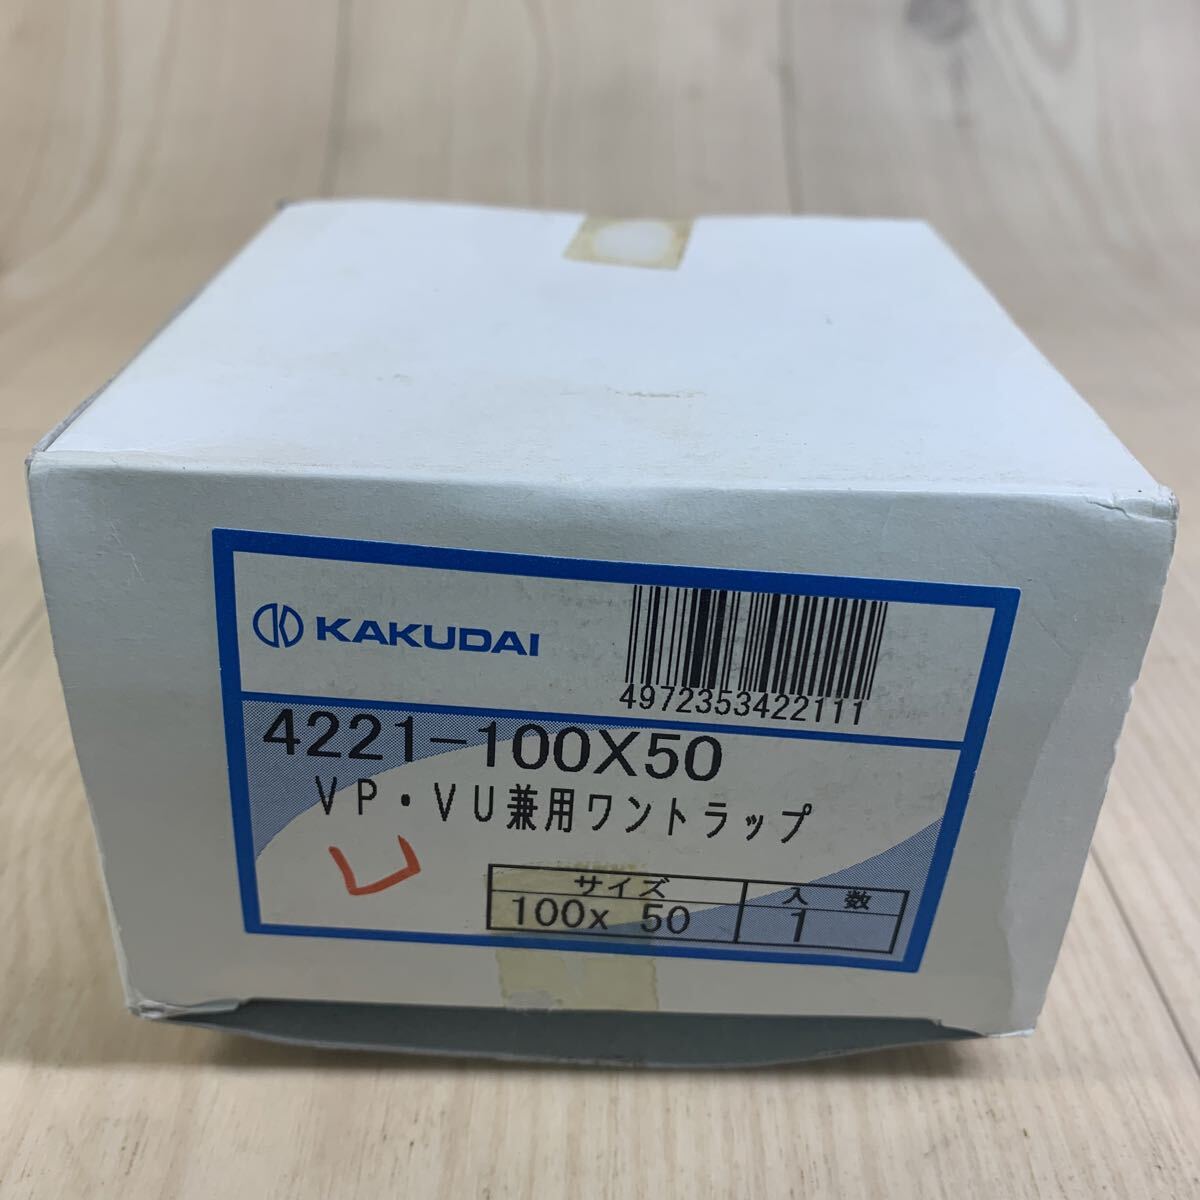 KAKUDAI
4972353422111
4221-100X50
VP・VU兼用ワントラップ
サイズ 入数
100x 50 1